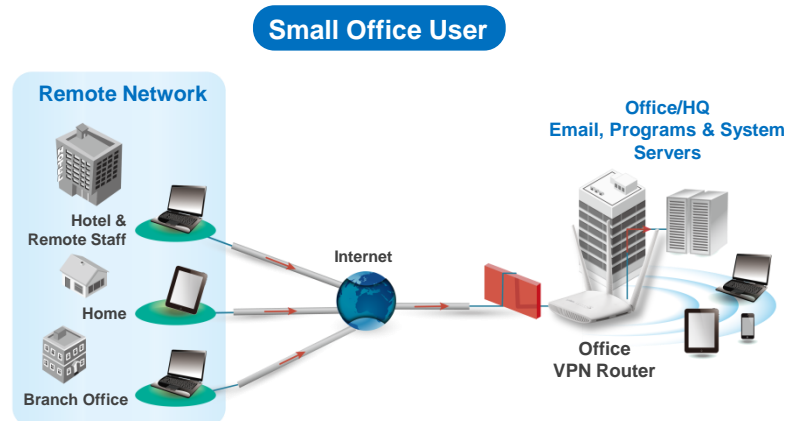 Small Office User
Remote Network
Hotel &
Remote Staff
Home
Branch Office
Internet
Office/HQ
Email, Programs & System
Servers
Office
VPN Router